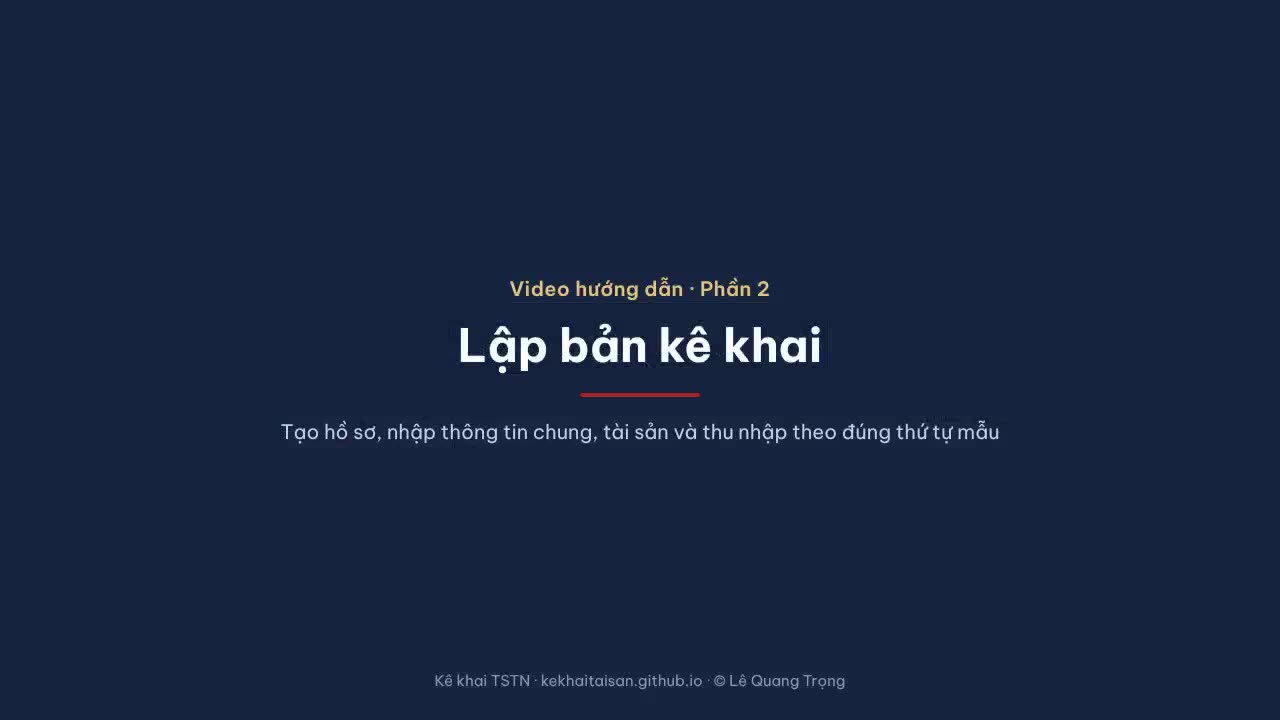 Video hướng dẫn · Phần 2
Lập bản kê khai
Tạo hồ sơ, nhập thông tin chung, tài sản và thu nhập theo đúng thứ tự mẫu
Kê khai TSTN · kekhaitaisan.github.io · © Lê Quang Trọng